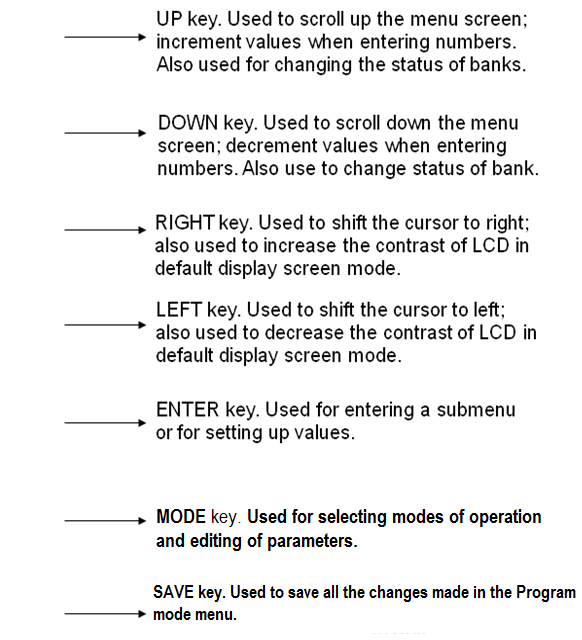 UP key. Used to scroll up the menu screen;
increment values when entering numbers.
Also used for changing the status of banks.
DOWN key. Used to scroll down the menu
screen; decrement values when entering
numbers. Also use to change status of bank.
RIGHT key. Used to shift the cursor to right;
also used to increase the contrast of LCD in
default display screen mode.
LEFT key. Used to shift the cursor to left;
also used to decrease the contrast of LCD in
default display screen mode.
ENTER key. Used for entering a submenu
or for setting up values.
MODE key. Used for selecting modes of operation
and editing of parameters.
SAVE key. Used to save all the changes made in the Program
mode menu.